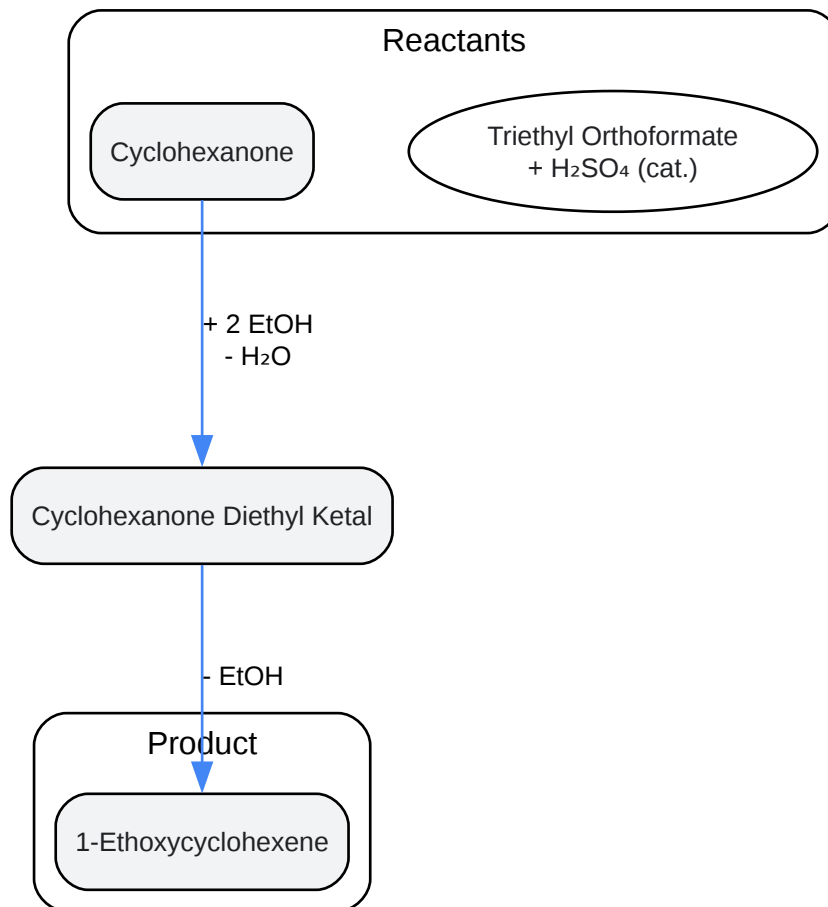 Reactants
Cyclohexanone
Triethyl Orthoformate
+ H₂SO₄ (cat.)
+ 2 EtOH
- H₂O
Cyclohexanone Diethyl Ketal
- EtOH
Product
1-Ethoxycyclohexene